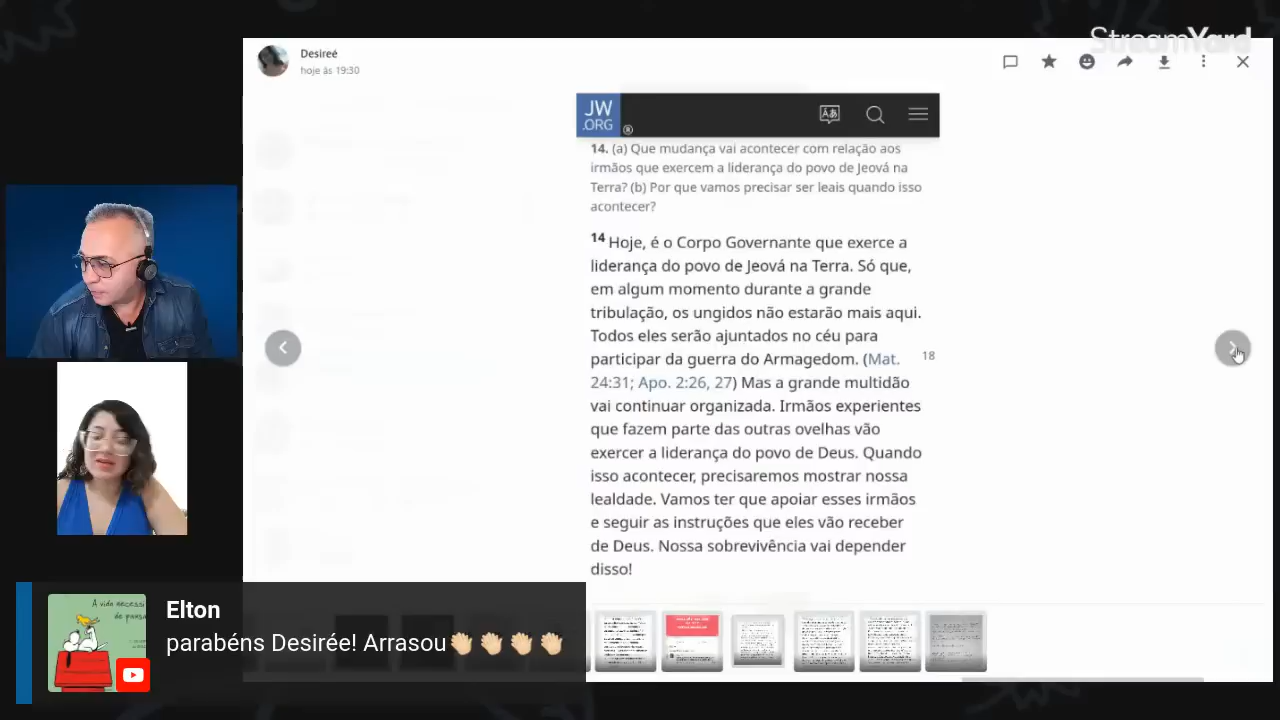 StreamYard
Desireé
hoje às 19:30
JW
.ORG
®
14. (a) Que mudança vai acontecer com relação aos
irmãos que exercem a liderança do povo de Jeová na
Terra? (b) Por que vamos precisar ser leais quando isso
acontecer?
14 Hoje, é o Corpo Governante que exerce a
liderança do povo de Jeová na Terra. Só que,
em algum momento durante a grande
tribulação, os ungidos não estarão mais aqui.
Todos eles serão ajuntados no céu para
participar da guerra do Armagedom. (Mat.
24:31; Apo. 2:26, 27) Mas a grande multidão
vai continuar organizada. Irmãos experientes
que fazem parte das outras ovelhas vão
exercer a liderança do povo de Deus. Quando
isso acontecer, precisaremos mostrar nossa
lealdade. Vamos ter que apoiar esses irmãos
e seguir as instruções que eles vão receber
de Deus. Nossa sobrevivência vai depender
disso!
18
A vida necessi
de paus
Elton
parabéns Desirée! Arrasou👏🏼👏🏼👏🏼👏🏼